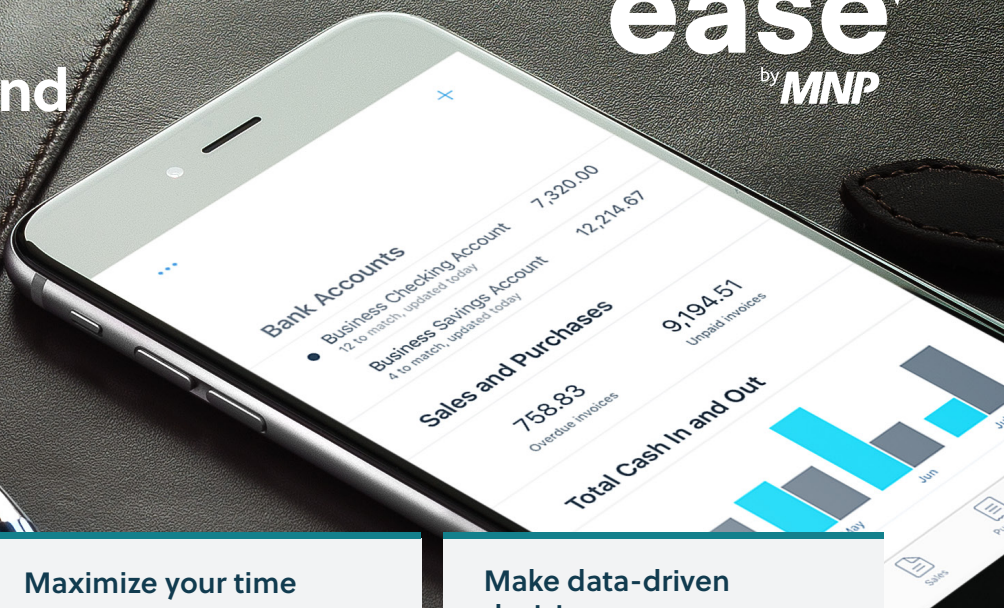 ease
by MNP
nd
Bank Accounts
Business Checking Account 7,320.00
12 to match, updated today
Business Savings Account 12,214.67
4 to match, updated today
Sales and Purchases
758.83
Overdue invoices
9,194.51
Unpaid invoices
Total Cash In and Out
May
Jun
Sales
Maximize your time
Make data-driven